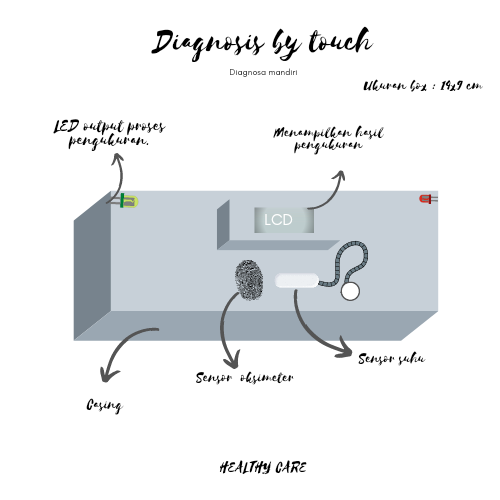 Diagnosis by touch
Diagnosa mandiri
Ukuran box : 14x9 cm
LED output proses
pengukuran.
Menampilkan hasil
pengukuran
LCD
Sensor suhu
Sensor oksimeter
Casing
HEALTHY CARE